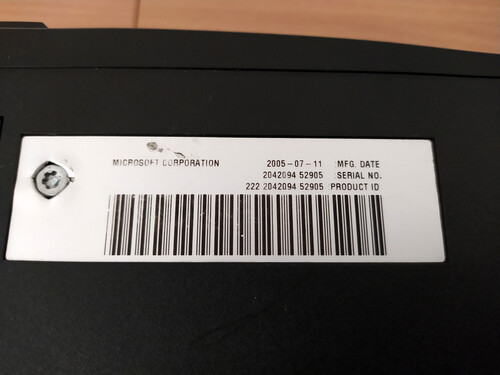 MICROSOFT CORPORATION 2005-07-11 :MFG. DATE
2042094 52905 :SERIAL NO.
222 2042094 52905 :PRODUCT ID